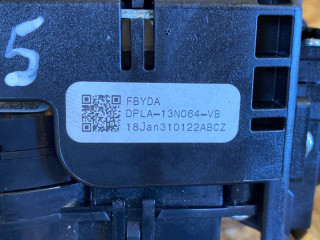 5
FBYDA
DPLA-13N064-VB
18Jan310122ABCZ